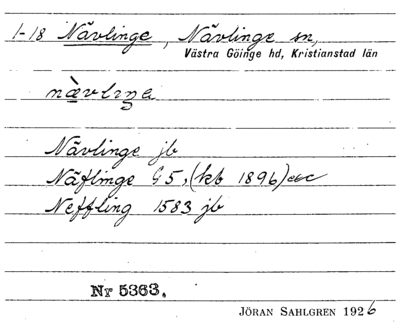 1-18 Nävlinge, Nävlinge sn,
Västra Göinge hd, Kristianstad län
nævlıŋe
Nävlinge jb
Näflinge G5, (kb 1896) etc
Neffling 1583 jb
Nr 5363.
JÖRAN SAHLGREN 1926